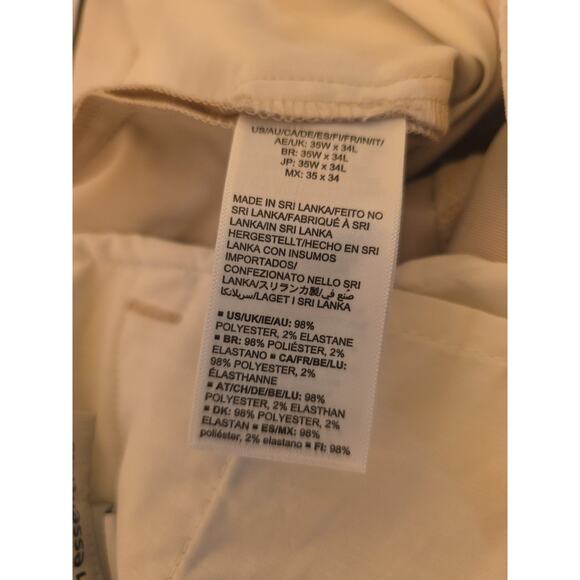 US/AU/CA/DE/ES/FI/FR/IN/IT/
AE/UK: 35W x 34L
BR: 35W x 34L
JP: 35W x 34L
MX: 35 x 34
MADE IN SRI LANKA/FEITO NO
SRI LANKA/FABRIQUÉ À SRI
LANKA/IN SRI LANKA
HERGESTELLT/HECHO EN SRI
LANKA CON INSUMOS
IMPORTADOS/
CONFEZIONATO NELLO SRI
LANKA/スリランカ製/صُنع في
سريلانكا/LAGET I SRI LANKA
▪ US/UK/IE/AU: 98%
POLYESTER, 2% ELASTANE
▪ BR: 98% POLIÉSTER, 2%
ELASTANO ▪ CA/FR/BE/LU:
98% POLYESTER, 2%
ÉLASTHANNE
▪ AT/CH/DE/BE/LU: 98%
POLYESTER, 2% ELASTHAN
▪ DK: 98% POLYESTER, 2%
ELASTAN ▪ ES/MX: 98%
poliéster, 2% elastano ▪ FI: 98%